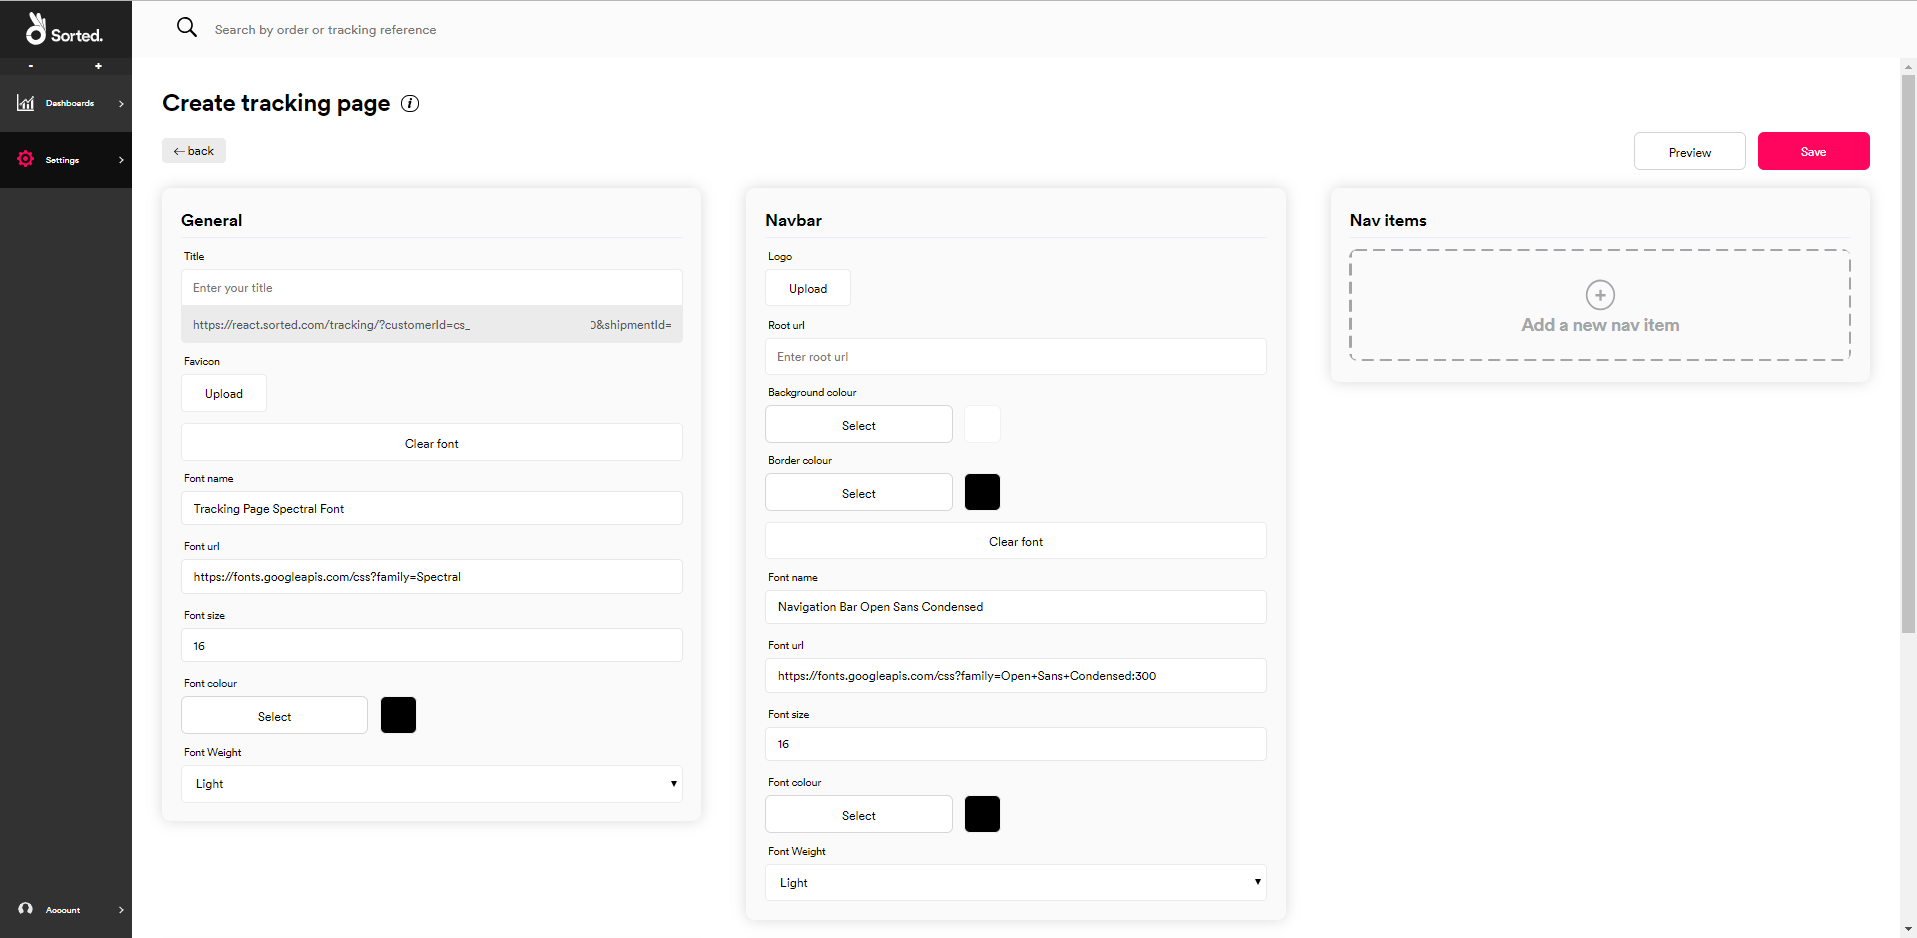 Sorted.
Search by order or tracking reference
- +
Dashboards
Settings
Account
Create tracking page i
← back
Preview
Save
General
Title
Enter your title
https://react.sorted.com/tracking/?customerId=cs_ 0&shipmentId=
Favicon
Upload
Clear font
Font name
Tracking Page Spectral Font
Font url
https://fonts.googleapis.com/css?family=Spectral
Font size
16
Font colour
Select
Font Weight
Light
Navbar
Logo
Upload
Root url
Enter root url
Background colour
Select
Border colour
Select
Clear font
Font name
Navigation Bar Open Sans Condensed
Font url
https://fonts.googleapis.com/css?family=Open+Sans+Condensed:300
Font size
16
Font colour
Select
Font Weight
Light
Nav items
+
Add a new nav item